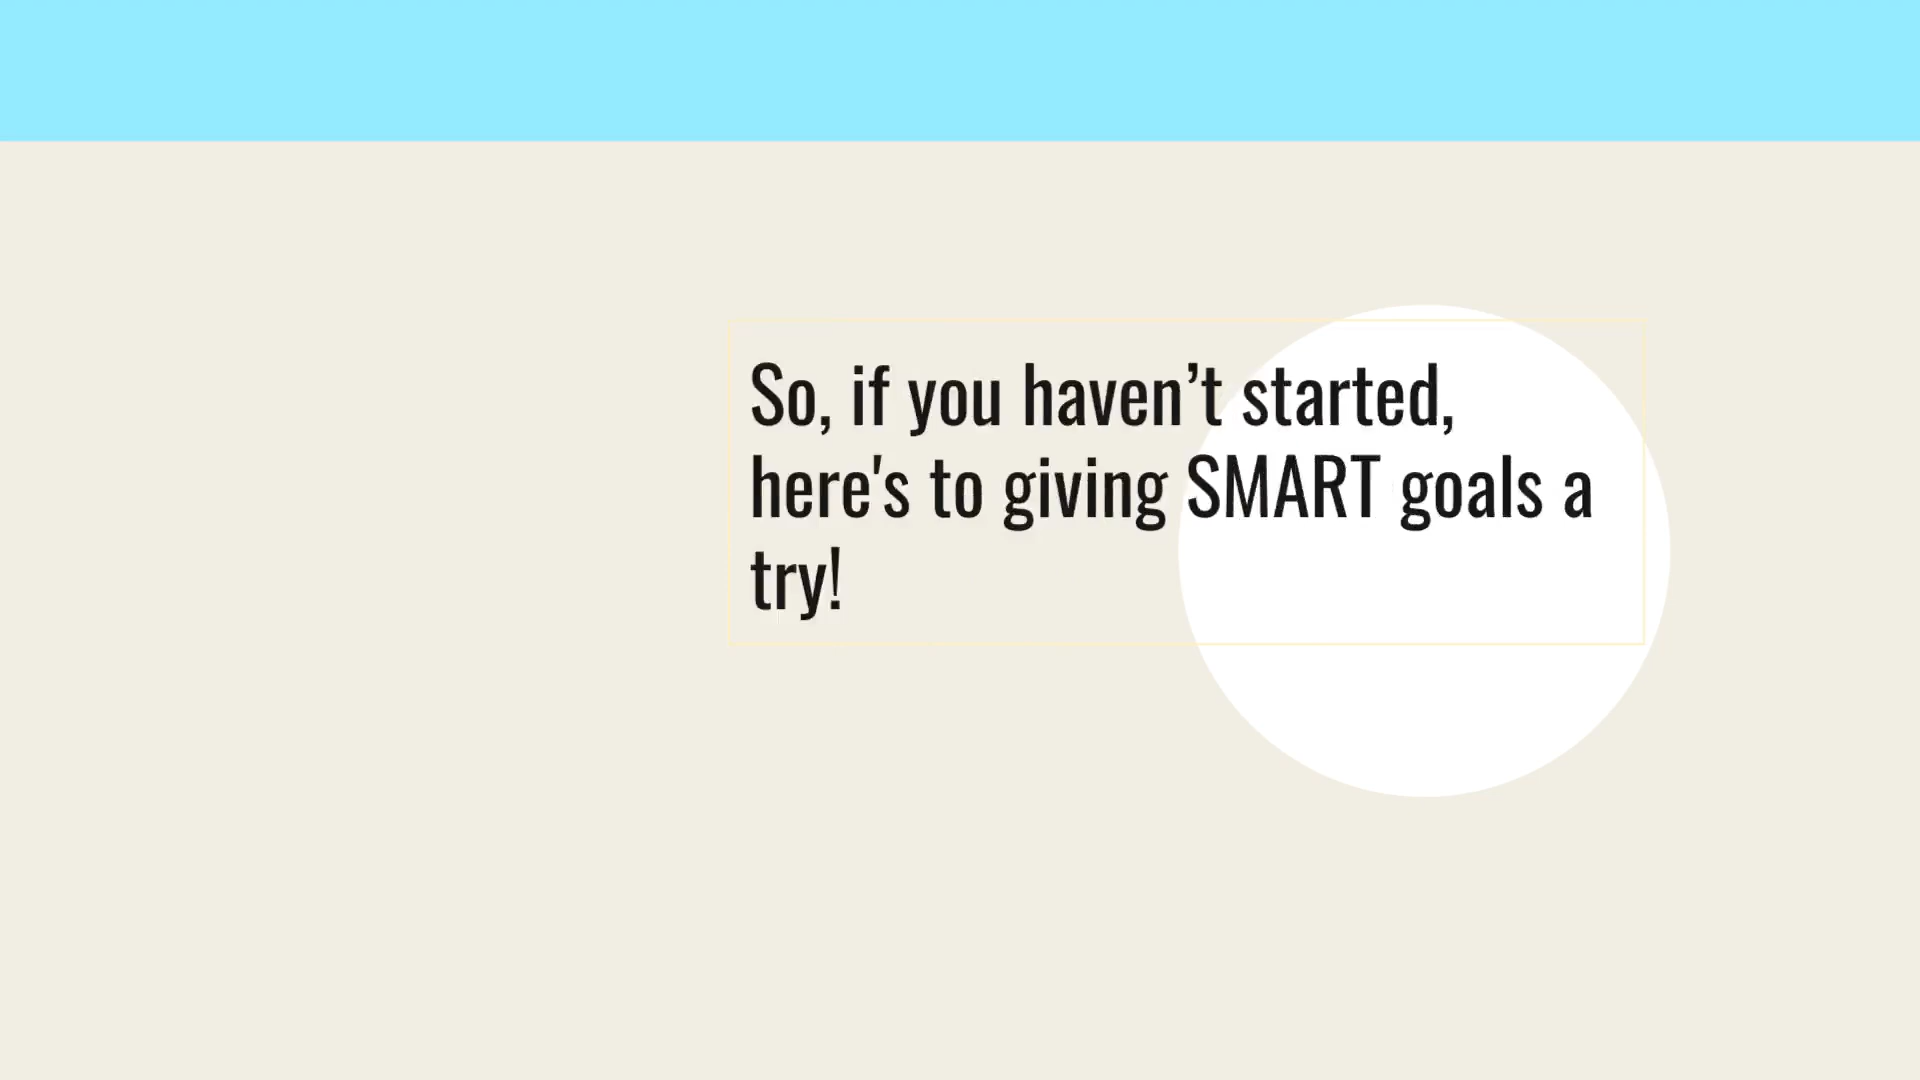 So, if you haven’t started,
here's to giving SMART goals a
try!